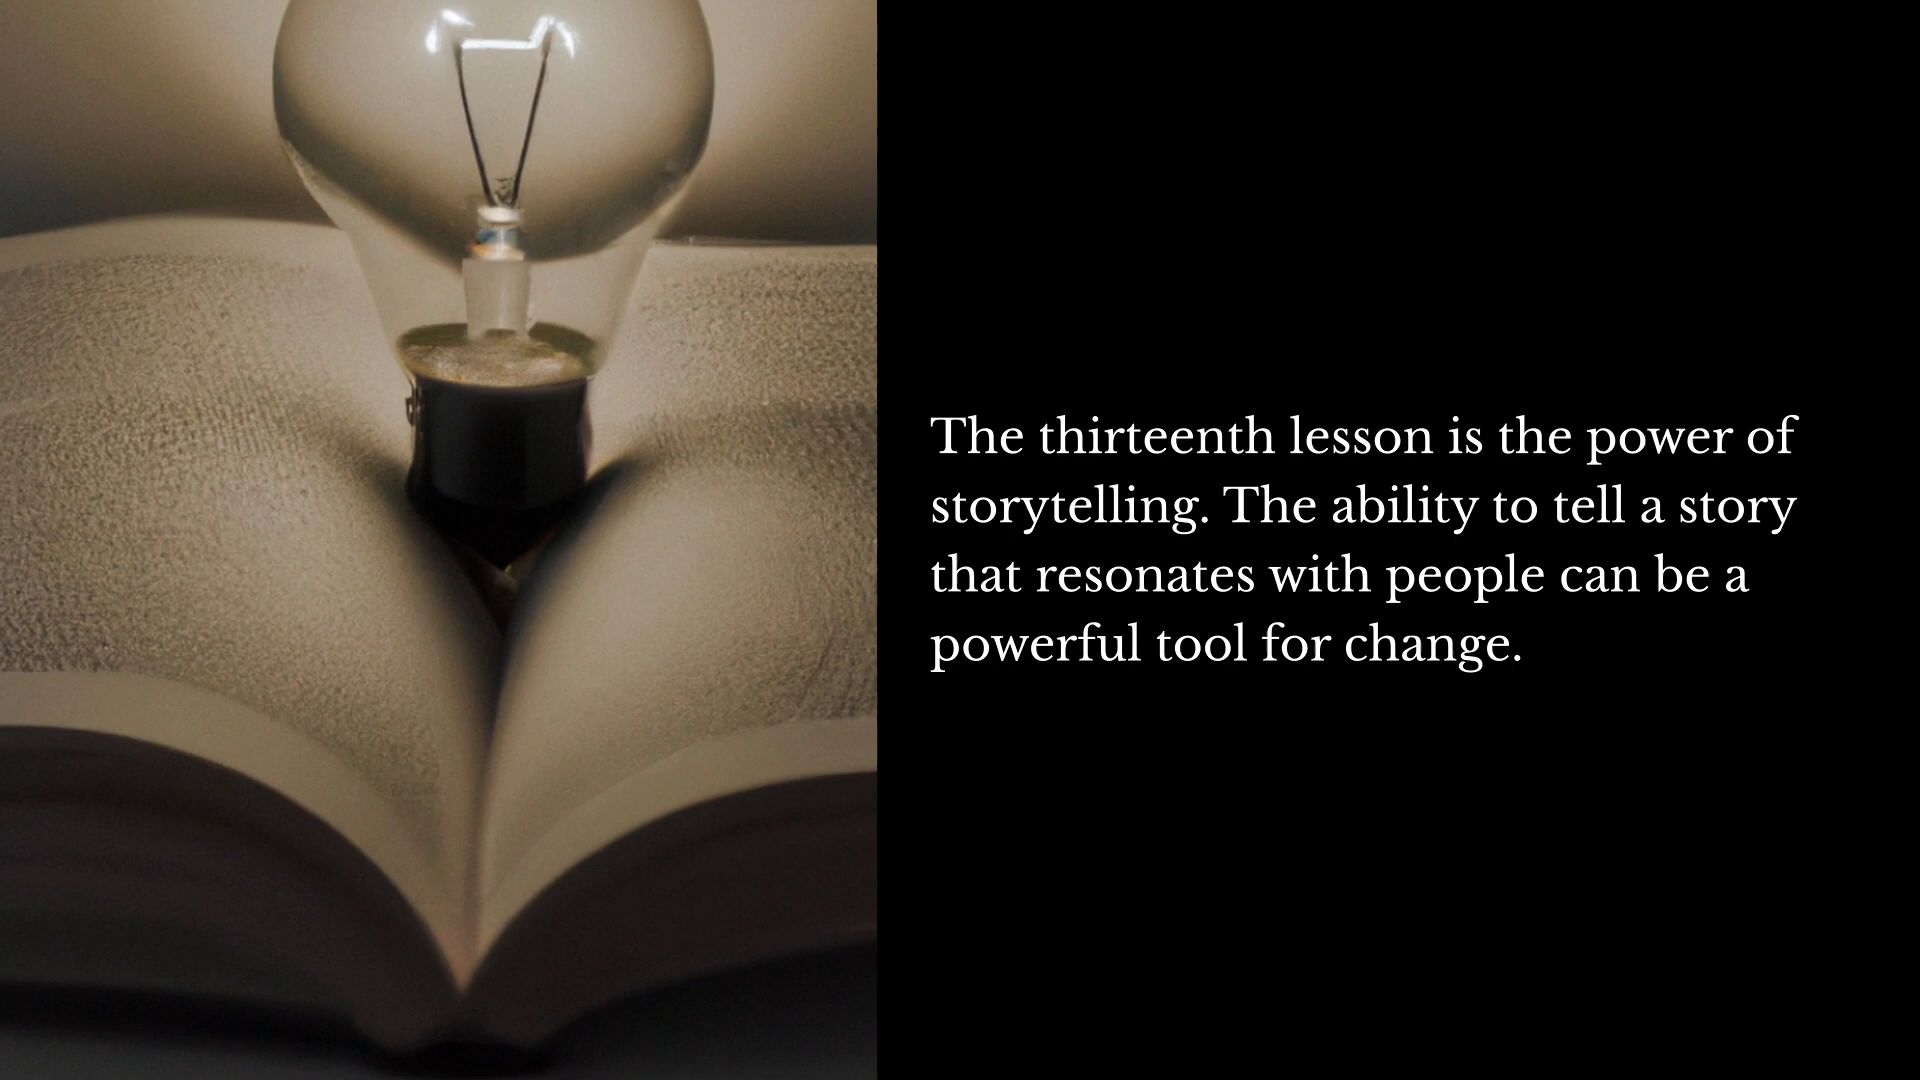 The thirteenth lesson is the power of
storytelling. The ability to tell a story
that resonates with people can be a
powerful tool for change.